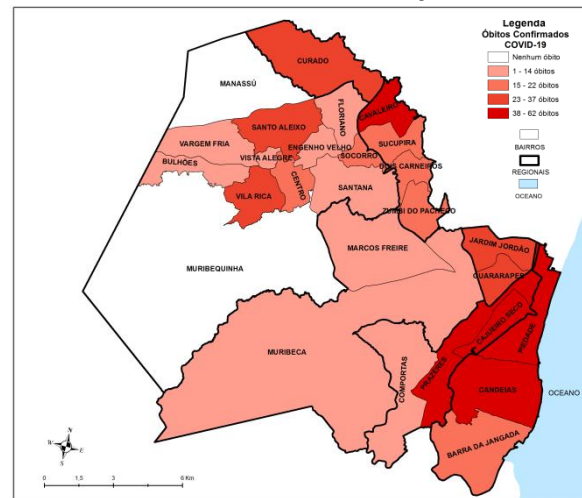 Legenda
Óbitos Confirmados
COVID-19
Nenhum óbito
1 - 14 óbitos
15 - 22 óbitos
23 - 37 óbitos
38 - 62 óbitos
BAIRROS
REGIONAIS
OCEANO
CURADO
MANASSÚ
FLORIANO
CAVALEIRO
SANTO ALEIXO
VARGEM FRIA
ENGENHO VELHO
SUCUPIRA
VISTA ALEGRE
SOCORRO
BULHÕES
DOIS CARNEIROS
CENTRO
SANTANA
VILA RICA
ZUMBI DO PACHECO
MARCOS FREIRE
JARDIM JORDÃO
GUARARAPES
MURIBEQUINHA
CAJUEIRO SECO
PIEDADE
MURIBECA
COMPORTAS
PRAZERES
CANDEIAS
OCEANO
BARRA DA JANGADA
N
W E
S
0 1,5 3 6 Km